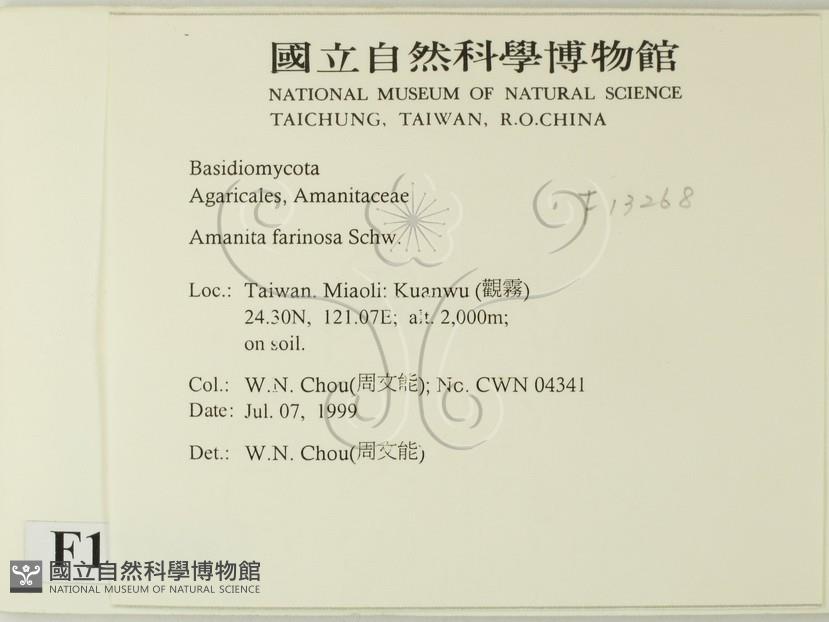 國立自然科學博物館
NATIONAL MUSEUM OF NATURAL SCIENCE
TAICHUNG, TAIWAN, R.O.CHINA
Basidiomycota
Agaricales, Amanitaceae
13268
Amanita farinosa Schw.
Loc.: Taiwan. Miaoli: Kuanwu (觀霧)
24.30N, 121.07E; alt. 2,000m;
on soil.
Col.: W.N. Chou(周文能); No. CWN 04341
Date: Jul. 07, 1999
Det.: W.N. Chou(周文能)
F1
國立自然科學博物館
NATIONAL MUSEUM OF NATURAL SCIENCE